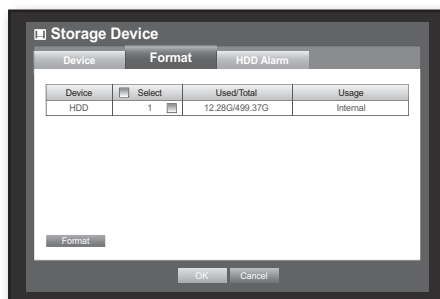 Storage Device
Device Format HDD Alarm
Device Select Used/Total Usage
HDD 1 12.28G/499.37G Internal
Format
OK Cancel